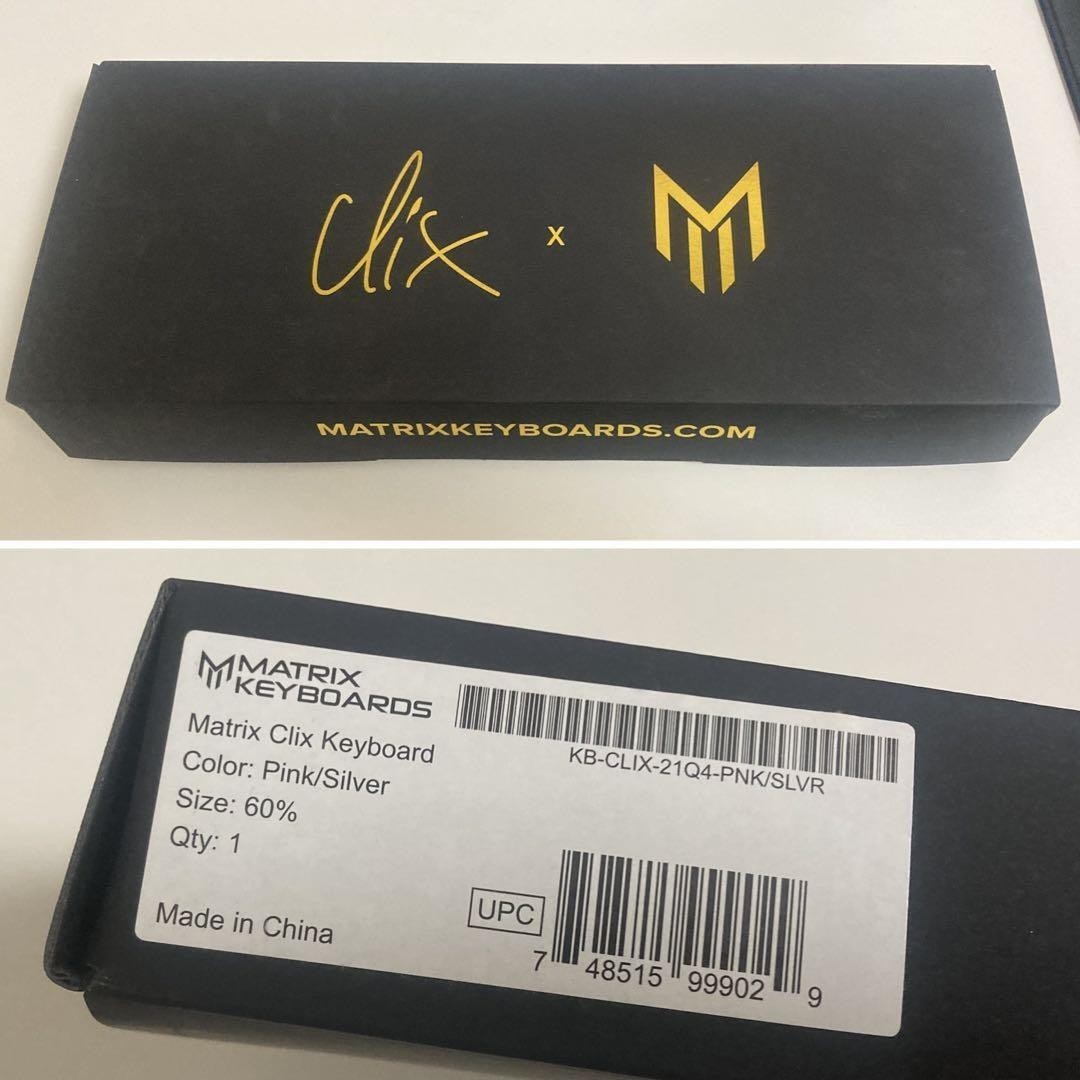 Clix x M
MATRIXKEYBOARDS.COM
MATRIX
KEYBOARDS
Matrix Clix Keyboard
Color: Pink/Silver
Size: 60%
Qty: 1
Made in China
KB-CLIX-21Q4-PNK/SLVR
UPC
7 48515 99902 9